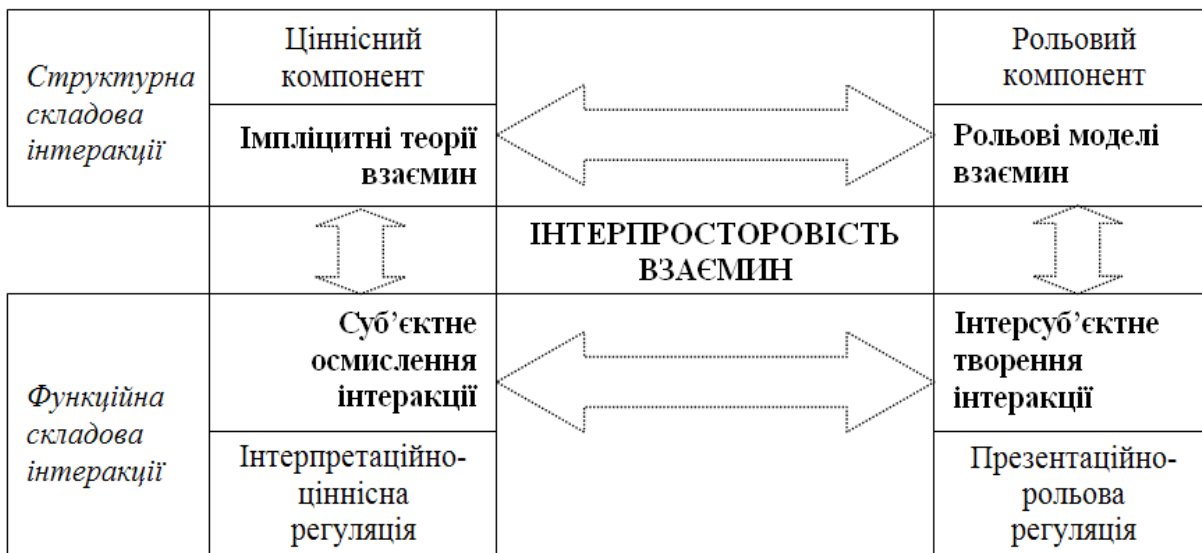 Структурна
складова
інтеракції
Ціннісний
компонент
Рольовий
компонент
Імпліцитні теорії
взаємин
Рольові моделі
взаємин
ІНТЕРПРОСТОРОВІСТЬ
ВЗАЄМИН
Функційна
складова
інтеракції
Суб’єктне
осмислення
інтеракції
Інтерсуб’єктне
творення
інтеракції
Інтерпретаційно-
ціннісна
регуляція
Презентаційно-
рольова
регуляція